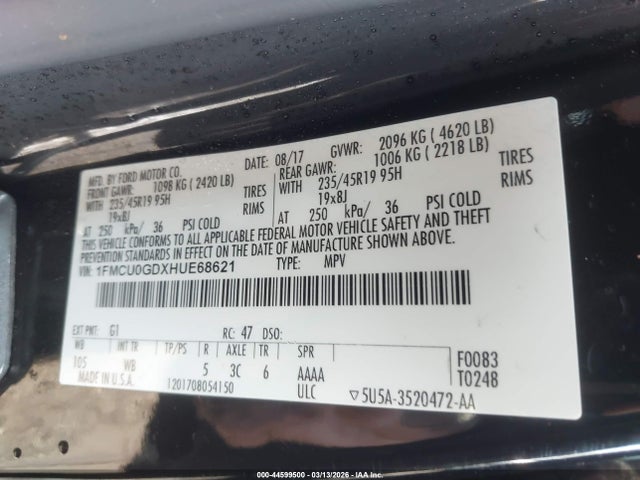 MFD. BY FORD MOTOR CO.
DATE: 08/17 GVWR: 2096 KG ( 4620 LB)
FRONT GAWR: 1098 KG ( 2420 LB)
REAR GAWR: 1006 KG ( 2218 LB)
WITH 235/45R19 95H TIRES
WITH 235/45R19 95H TIRES
19x8J RIMS
19x8J RIMS
AT 250 kPa/ 36 PSI COLD
AT 250 kPa/ 36 PSI COLD
THIS VEHICLE CONFORMS TO ALL APPLICABLE FEDERAL MOTOR VEHICLE SAFETY AND THEFT
PREVENTION STANDARDS IN EFFECT ON THE DATE OF MANUFACTURE SHOWN ABOVE.
VIN: 1FMCU0GDXHUE68621 TYPE: MPV
EXT PNT: G1 RC: 47 DSO:
WB INT TR TP/PS R AXLE TR SPR
105 WB 5 3C 6 AAAA
F0083
T0248
MADE IN U.S.A. 1201708054150 ULC ▽5U5A-3520472-AA
000-44599500 | 03/13/2026 - IAA Inc.